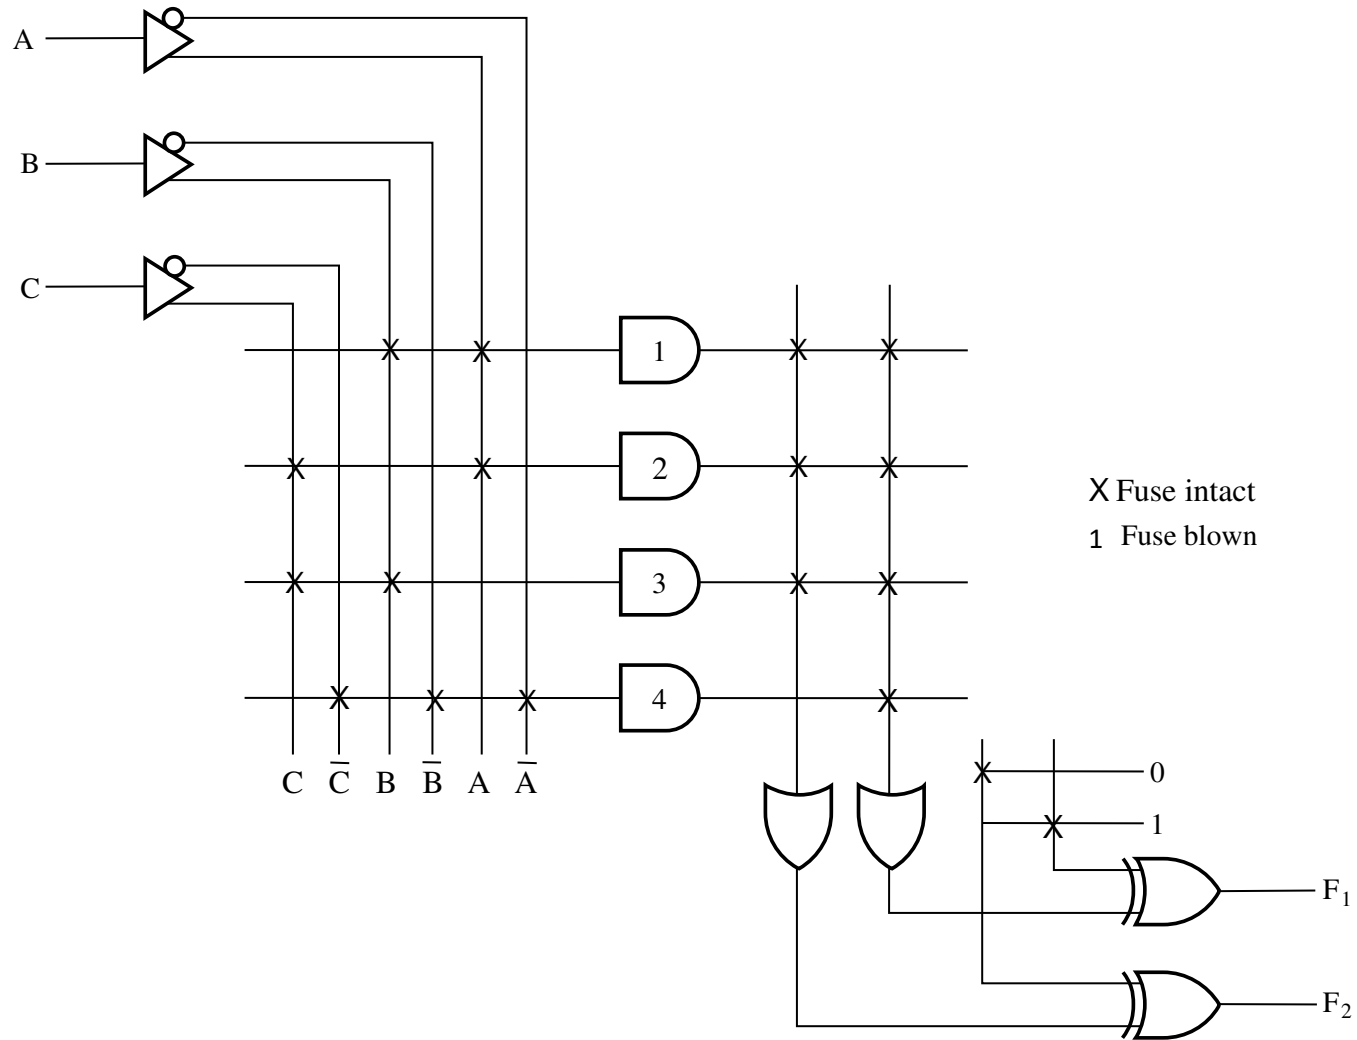 A
B
C
X X 1 X X
X X 2 X X
X Fuse intact
1 Fuse blown
X X 3 X X
X X X 4 X
C C̅ B B̅ A A̅
X 0
X 1
F₁
F₂